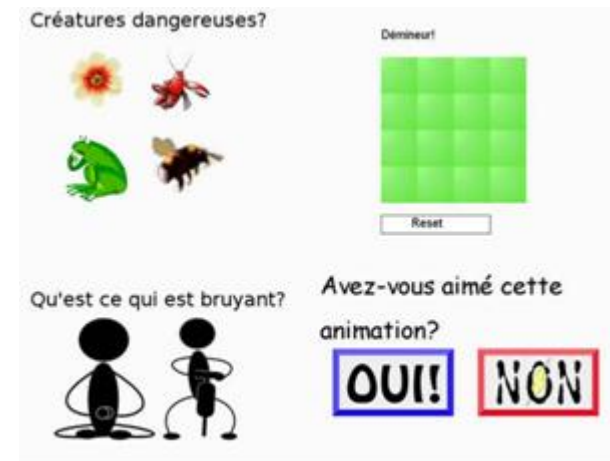 Créatures dangereuses?
Démineur!
Reset
Qu'est ce qui est bruyant?
Avez-vous aimé cette
animation?
OUI!
NON